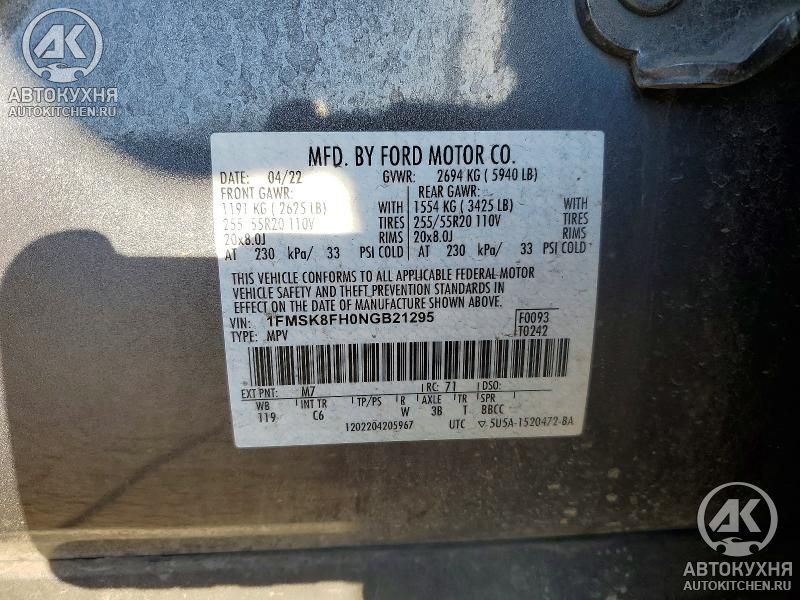 АК
АВТОКУХНЯ
AUTOKITCHEN.RU
MFD. BY FORD MOTOR CO.
DATE: 04/22 GVWR: 2694 KG ( 5940 LB)
FRONT GAWR: REAR GAWR:
1191 KG ( 2625 LB) WITH 1554 KG ( 3425 LB) WITH
255/55R20 110V TIRES 255/55R20 110V TIRES
20x8.0J RIMS 20x8.0J RIMS
AT 230 kPa/ 33 PSI COLD AT 230 kPa/ 33 PSI COLD
THIS VEHICLE CONFORMS TO ALL APPLICABLE FEDERAL MOTOR
VEHICLE SAFETY AND THEFT PREVENTION STANDARDS IN
EFFECT ON THE DATE OF MANUFACTURE SHOWN ABOVE.
VIN: 1FMSK8FH0NGB21295 F0093
TYPE: MPV T0242
EXT PNT: M7 RC: 71 DSO:
WB INT TR TP/PS R AXLE TR SPR
119 C6 W 3B T BBCC
1202204205967 UTC ▽ 5U5A-1520472-BA
АК
АВТОКУХНЯ
AUTOKITCHEN.RU